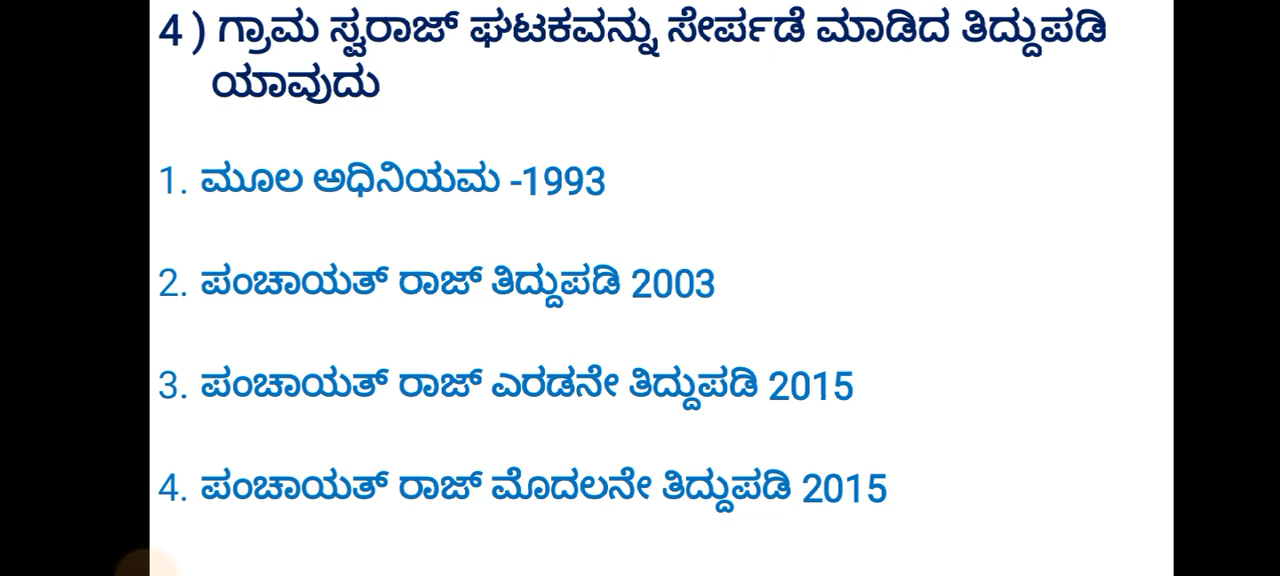 4 ) ಗ್ರಾಮ ಸ್ವರಾಜ್ ಘಟಕವನ್ನು ಸೇರ್ಪಡೆ ಮಾಡಿದ ತಿದ್ದುಪಡಿ
ಯಾವುದು
1. ಮೂಲ ಅಧಿನಿಯಮ -1993
2. ಪಂಚಾಯತ್ ರಾಜ್ ತಿದ್ದುಪಡಿ 2003
3. ಪಂಚಾಯತ್ ರಾಜ್ ಎರಡನೇ ತಿದ್ದುಪಡಿ 2015
4. ಪಂಚಾಯತ್ ರಾಜ್ ಮೊದಲನೇ ತಿದ್ದುಪಡಿ 2015